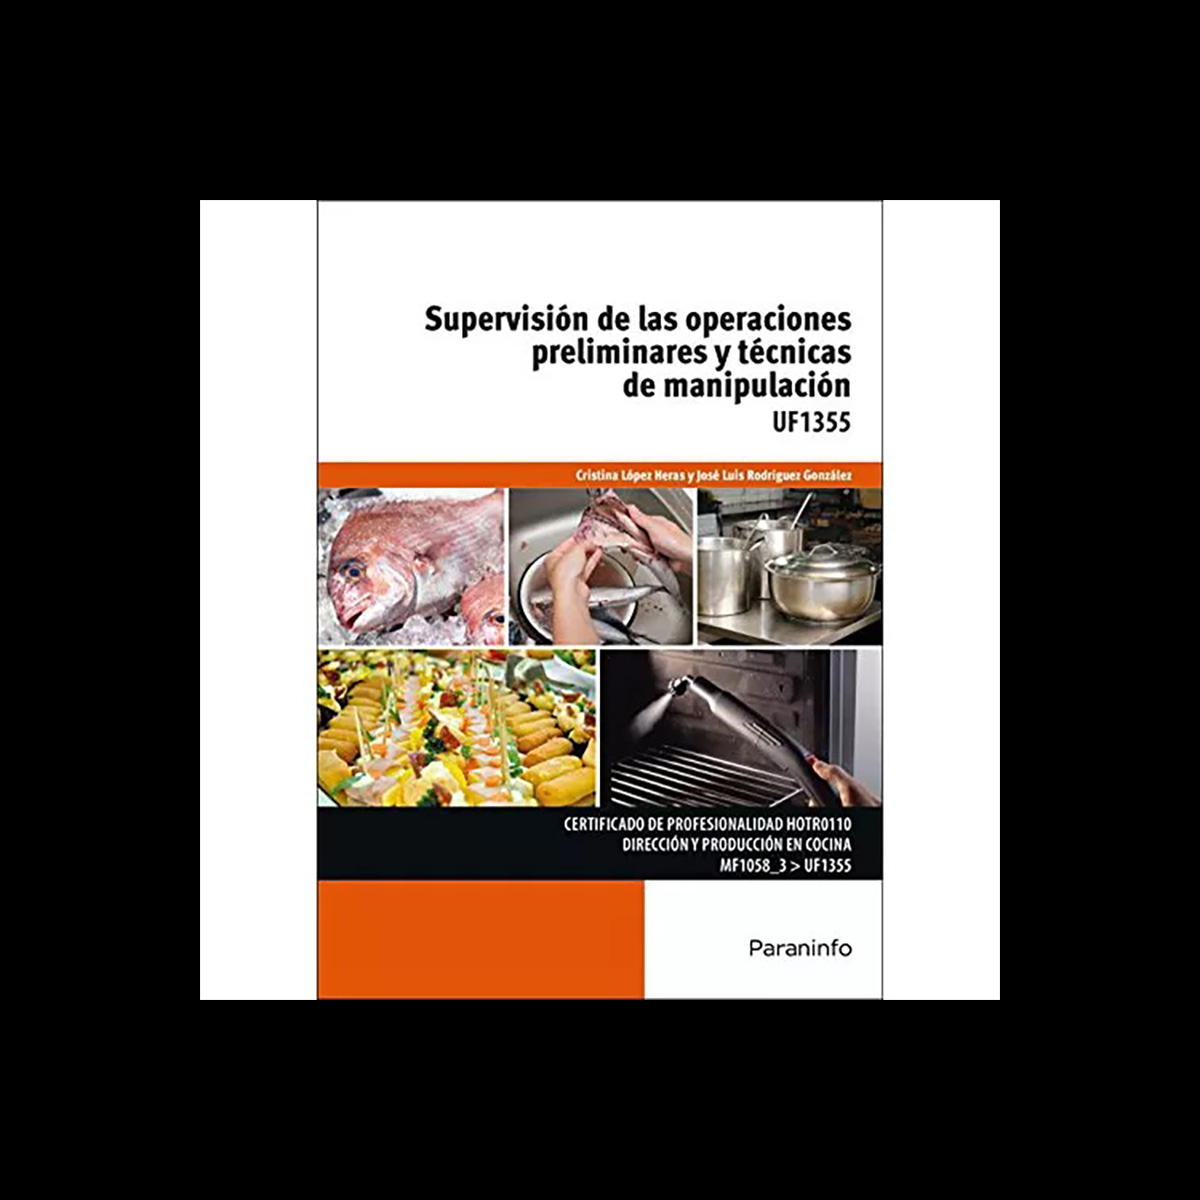 Supervisión de las operaciones
preliminares y técnicas
de manipulación
UF1355
Cristina López Heras y José Luis Rodríguez González
CERTIFICADO DE PROFESIONALIDAD HOTR0110
DIRECCIÓN Y PRODUCCIÓN EN COCINA
MF1058_3 > UF1355
Paraninfo